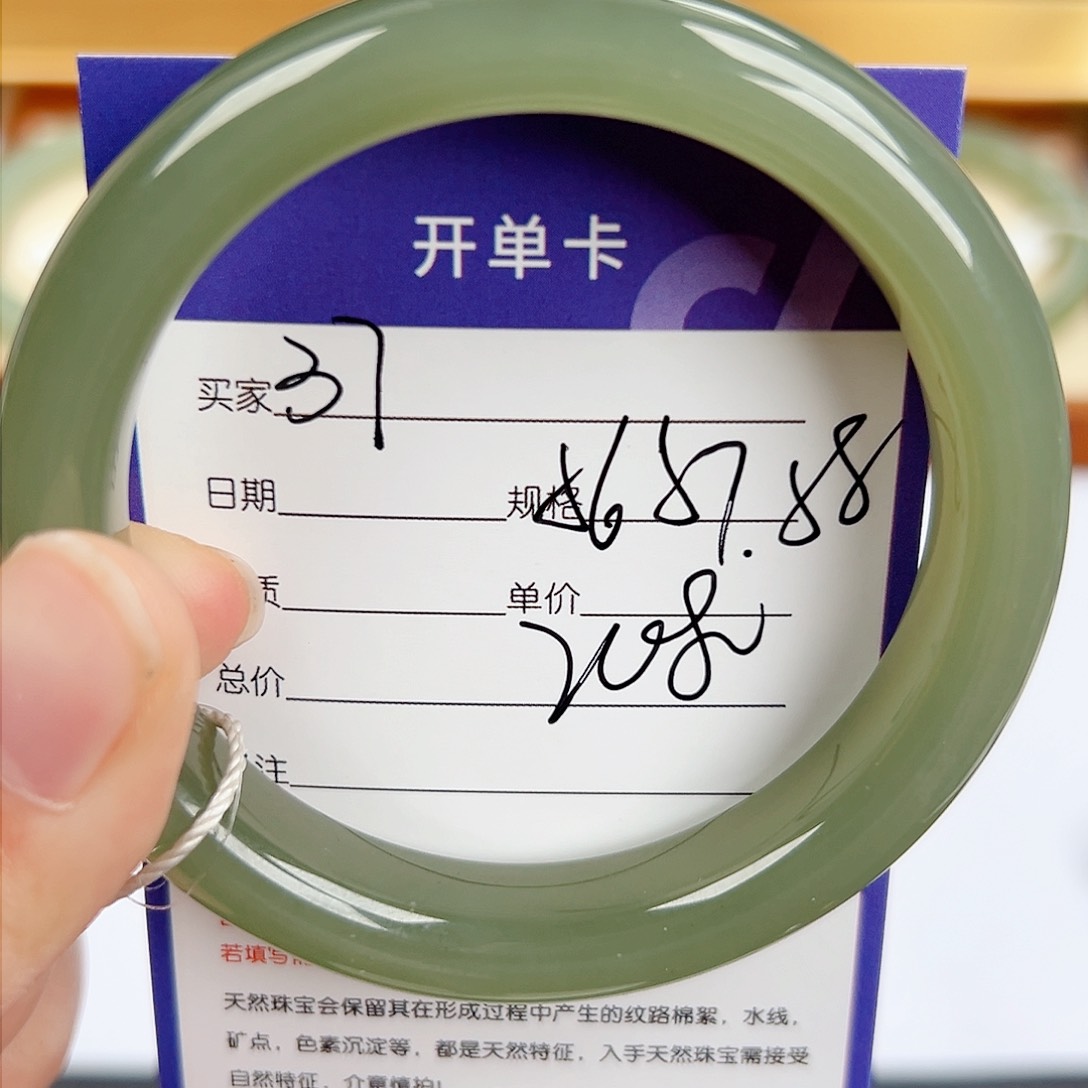 开单卡
买家 37
日期 规格 56 57. 58
质 单价
总价 208
注
若填写
天然珠宝会保留其在形成过程中产生的纹路棉絮，水线，
矿点，色素沉淀等，都是天然特征，入手天然珠宝需接受
自然特征，介意慎拍！